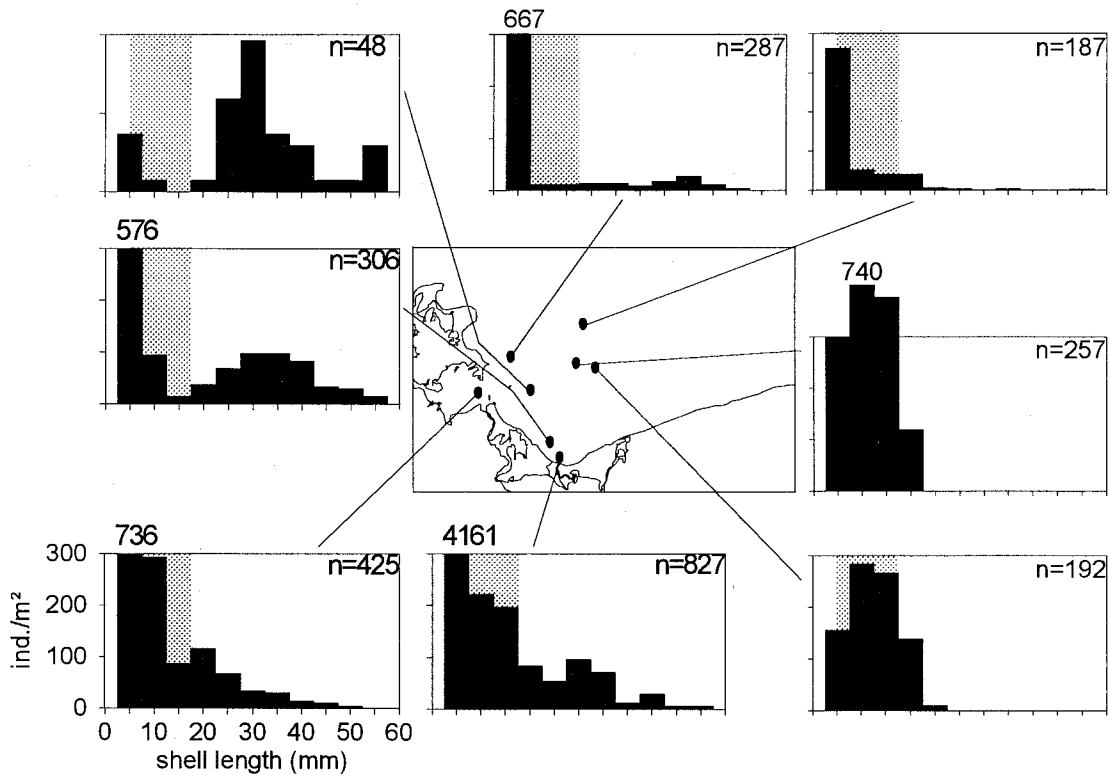 n=48
667
n=287
n=187
576
n=306
740
n=257
736
300
200
100
0
ind./m²
n=425
0 10 20 30 40 50 60
shell length (mm)
4161
n=827
n=192